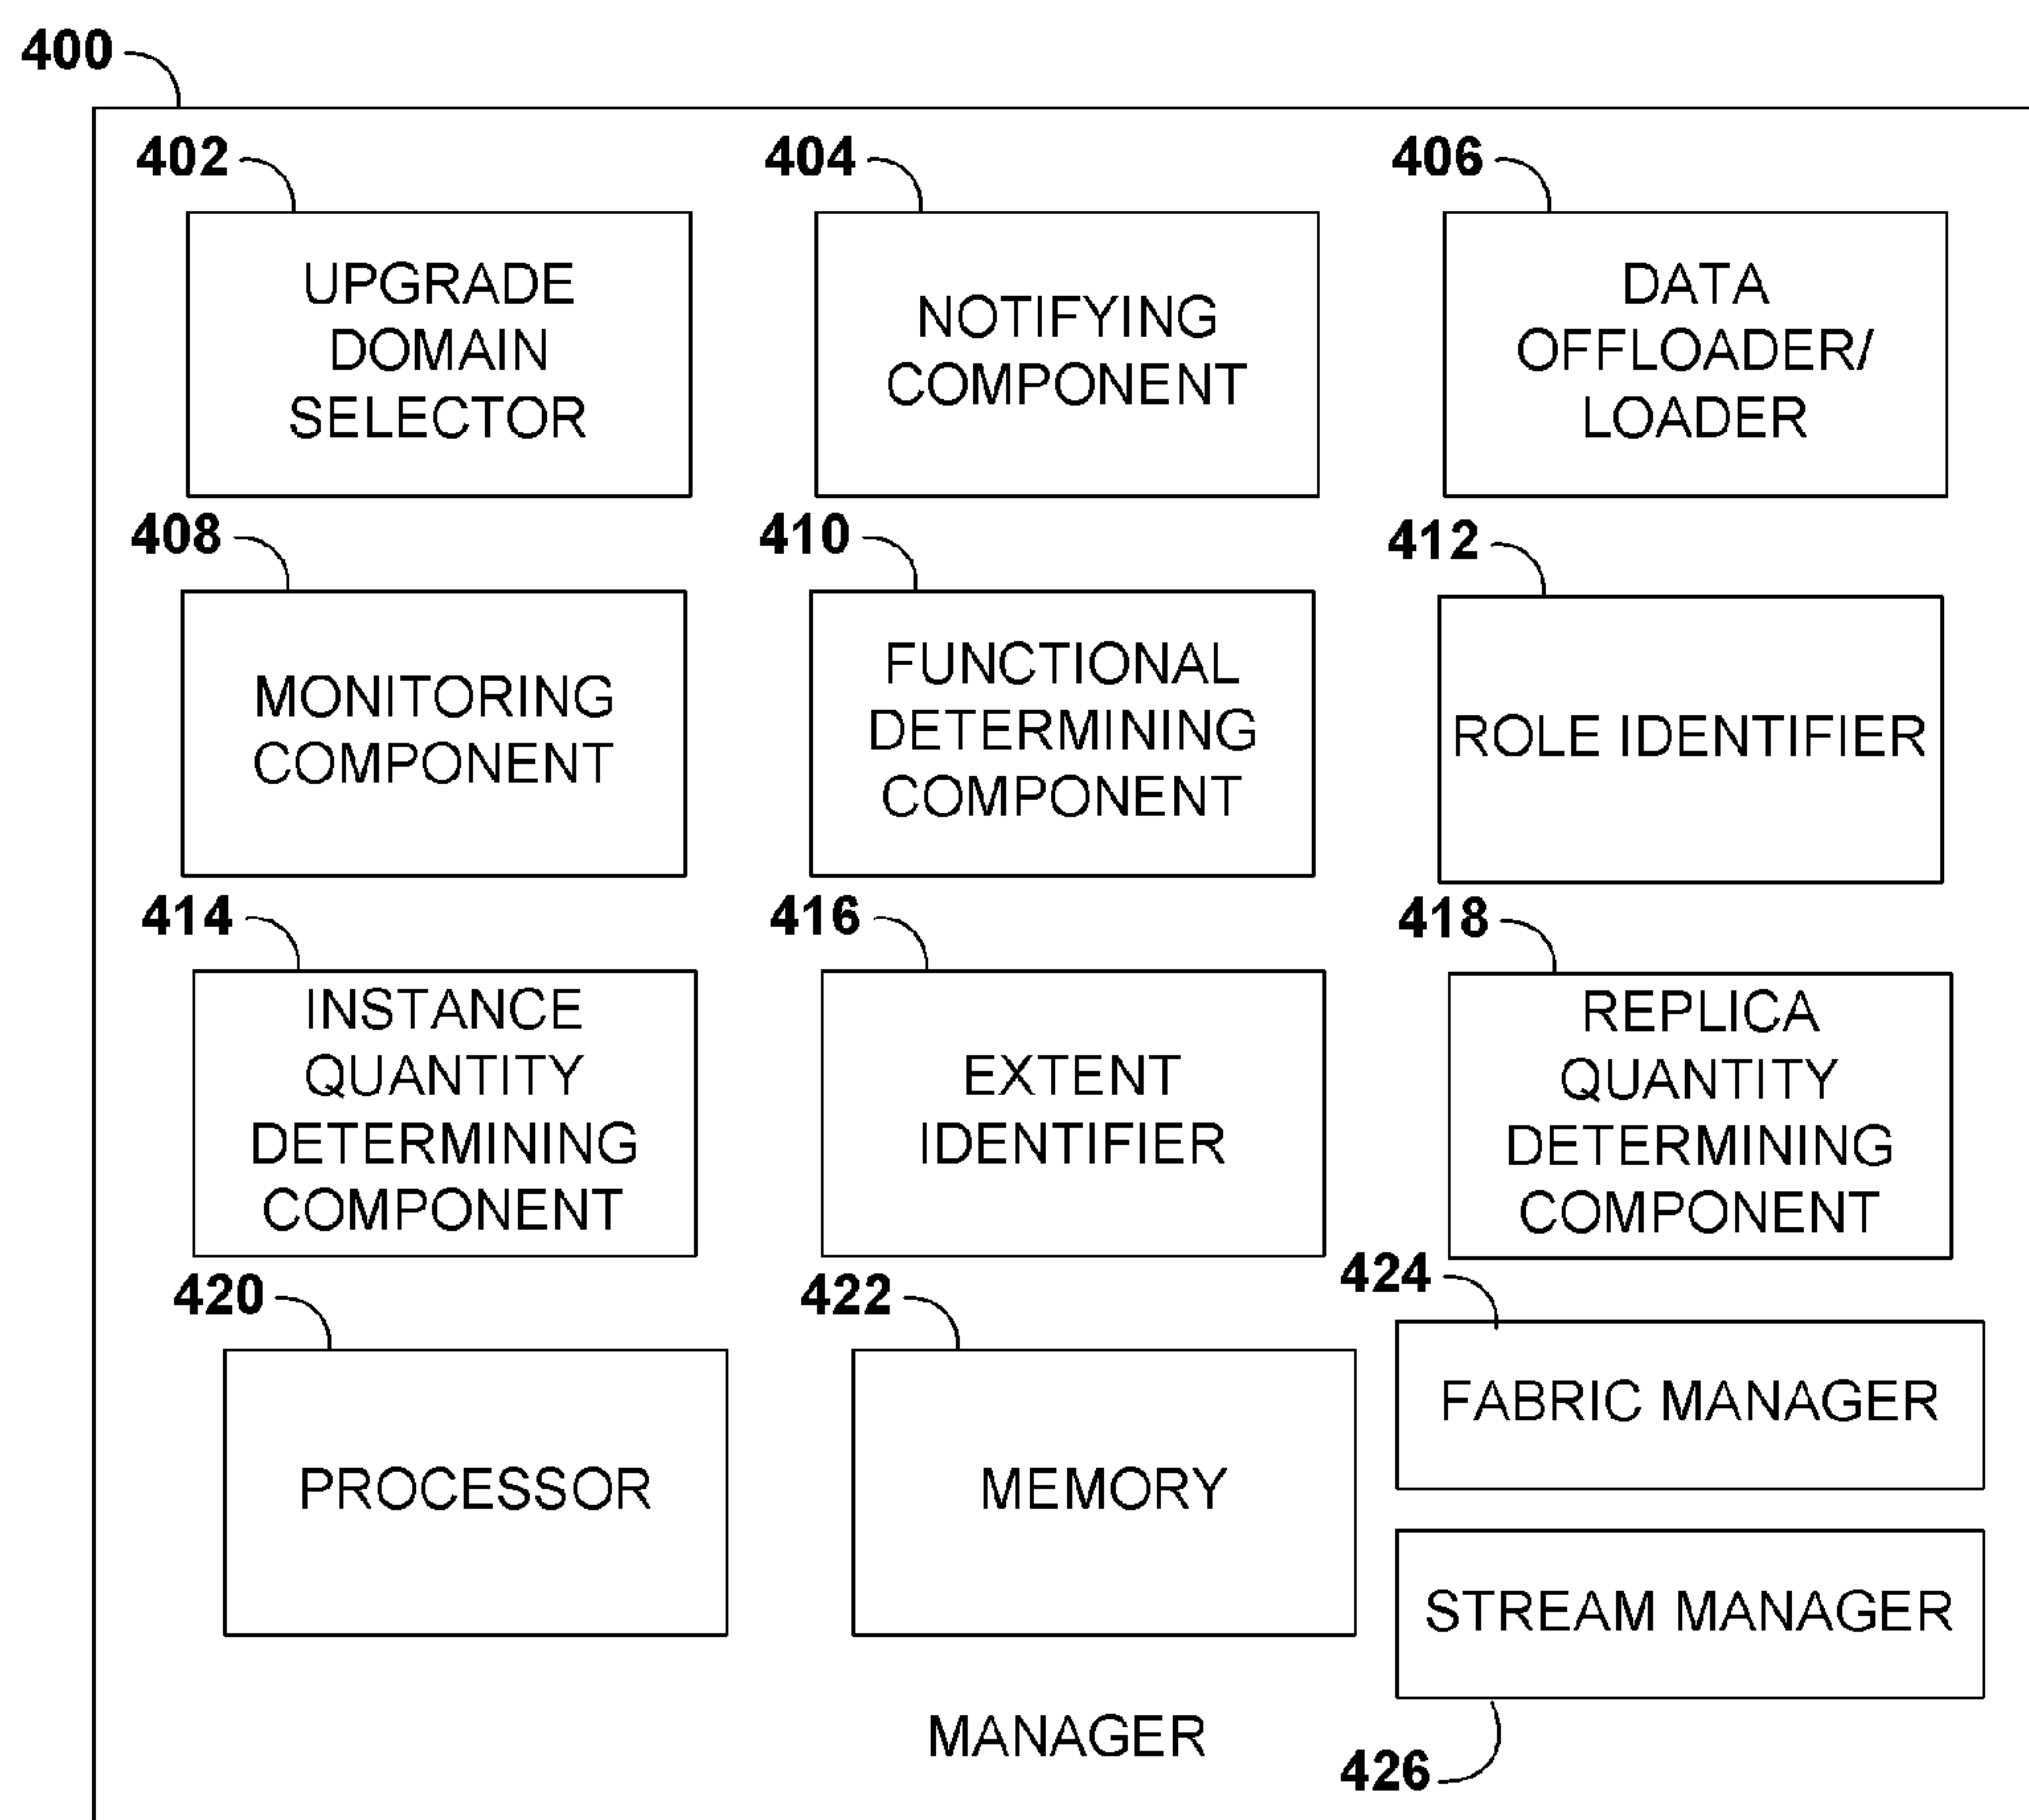 400
402
404
406
UPGRADE
DOMAIN
SELECTOR
NOTIFYING
COMPONENT
DATA
OFFLOADER/
LOADER
408
410
412
MONITORING
COMPONENT
FUNCTIONAL
DETERMINING
COMPONENT
ROLE IDENTIFIER
414
416
418
INSTANCE
QUANTITY
DETERMINING
COMPONENT
EXTENT
IDENTIFIER
REPLICA
QUANTITY
DETERMINING
COMPONENT
420
422
424
PROCESSOR
MEMORY
FABRIC MANAGER
STREAM MANAGER
MANAGER
426